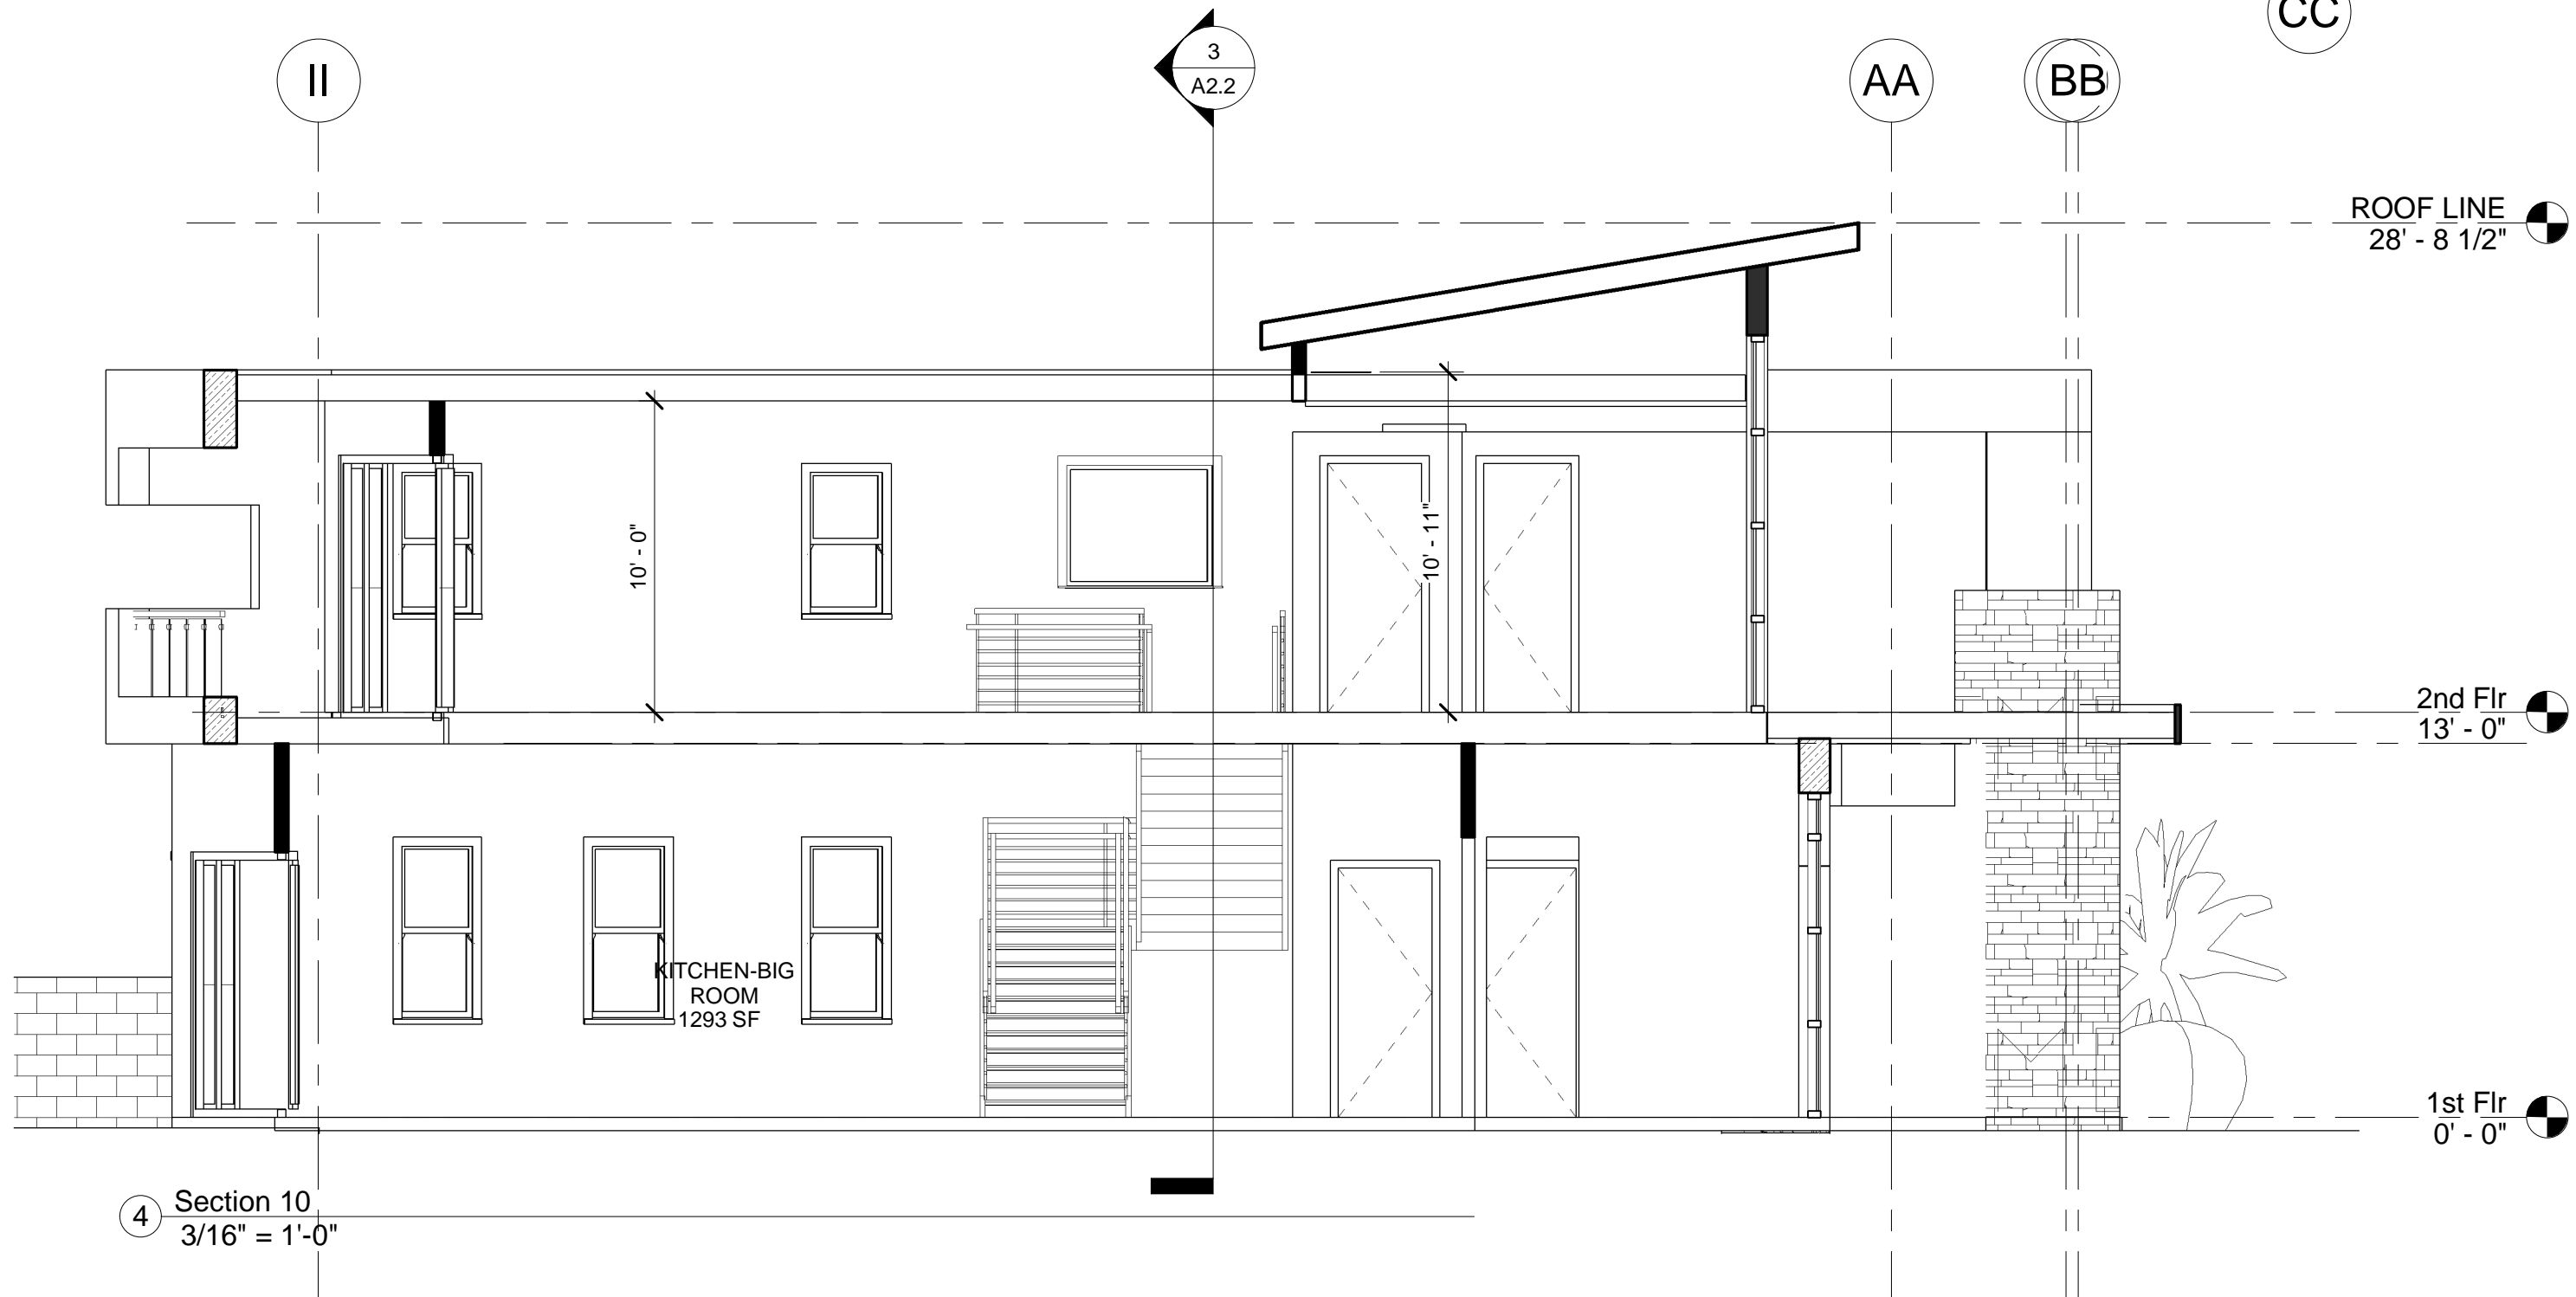 CC
II
3
A2.2
AA
BB
ROOF LINE
28' - 8 1/2"
10' - 0"
10' - 11"
2nd Flr
13' - 0"
KITCHEN-BIG
ROOM
1293 SF
1st Flr
0' - 0"
4
Section 10
3/16" = 1'-0"